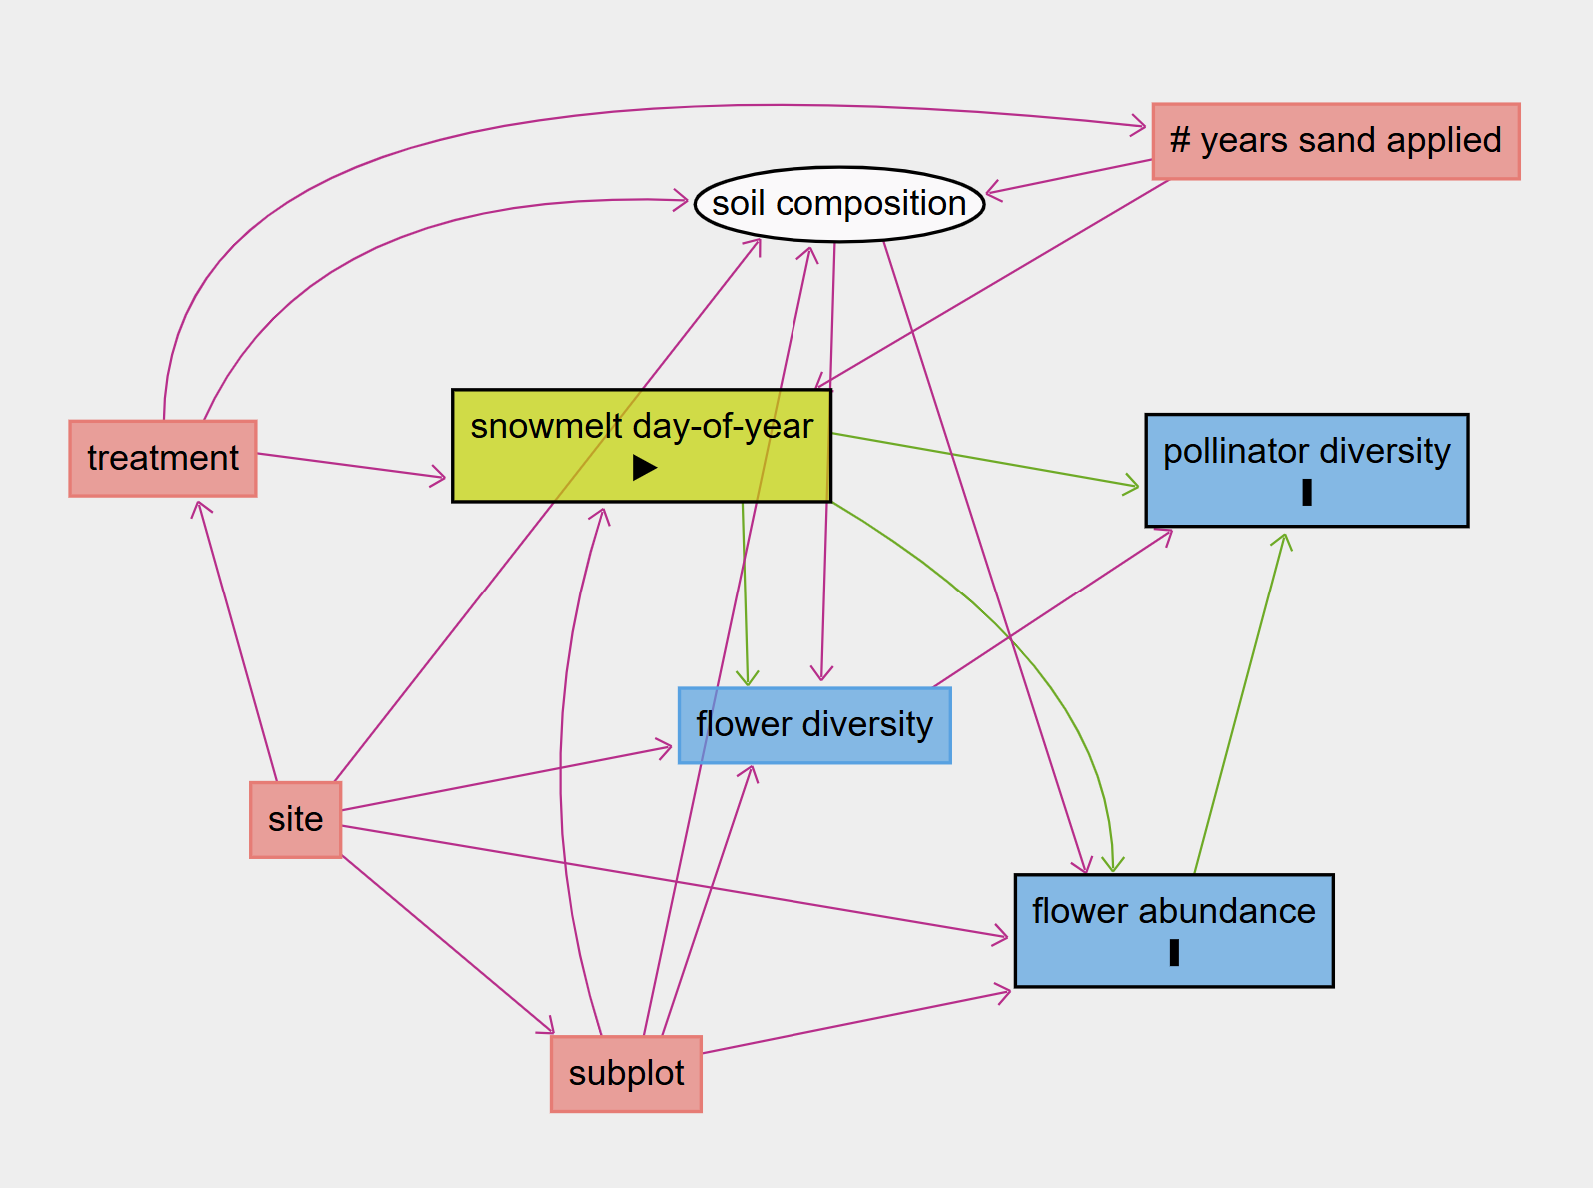 # years sand applied
soil composition
snowmelt day-of-year
pollinator diversity
treatment
flower diversity
site
flower abundance
subplot